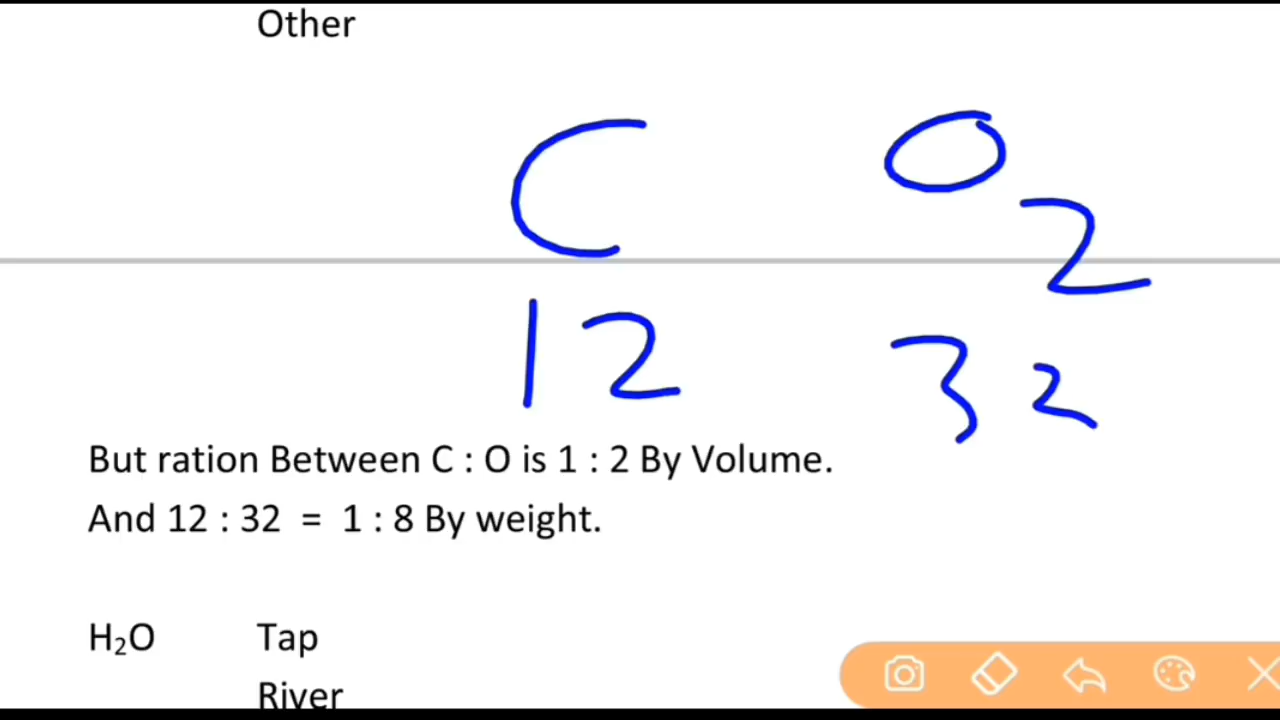 Other
C O2
12 32
But ration Between C : O is 1 : 2 By Volume.
And 12 : 32 = 1 : 8 By weight.
H₂O Tap
River